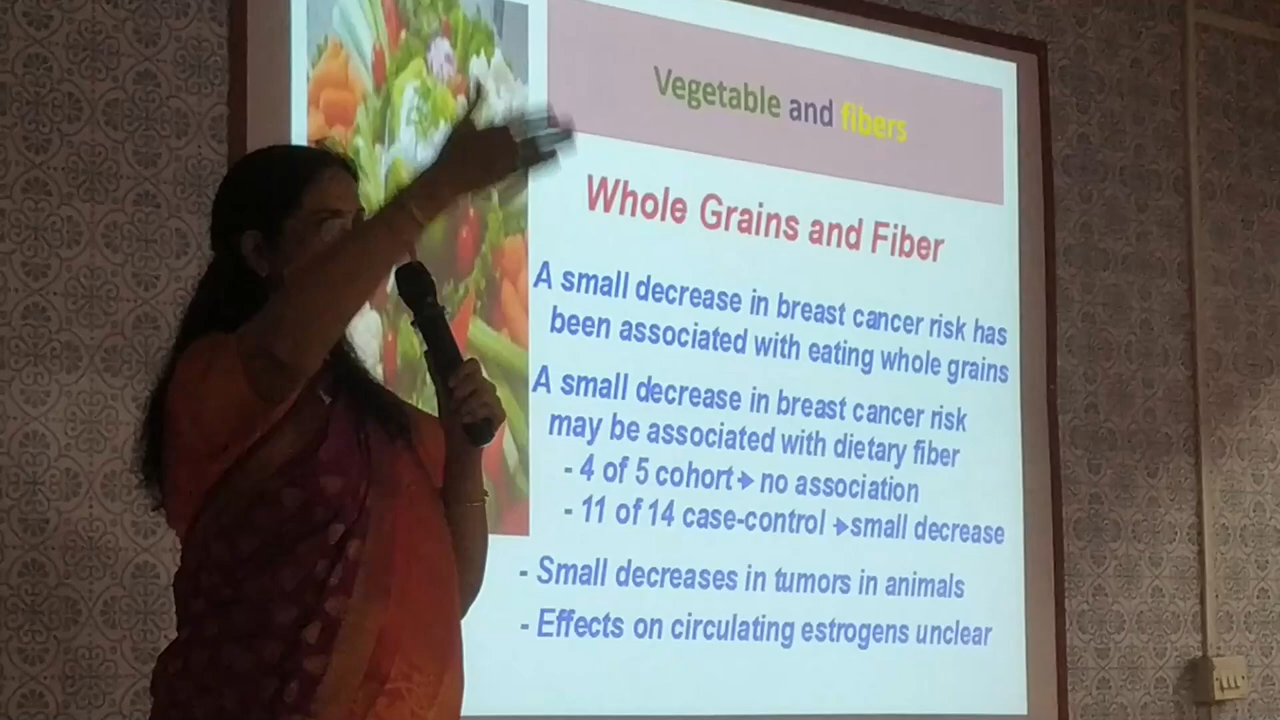 Vegetable and fibers
Whole Grains and Fiber
A small decrease in breast cancer risk has
been associated with eating whole grains
A small decrease in breast cancer risk
may be associated with dietary fiber
- 4 of 5 cohort → no association
- 11 of 14 case-control → small decrease
- Small decreases in tumors in animals
- Effects on circulating estrogens unclear